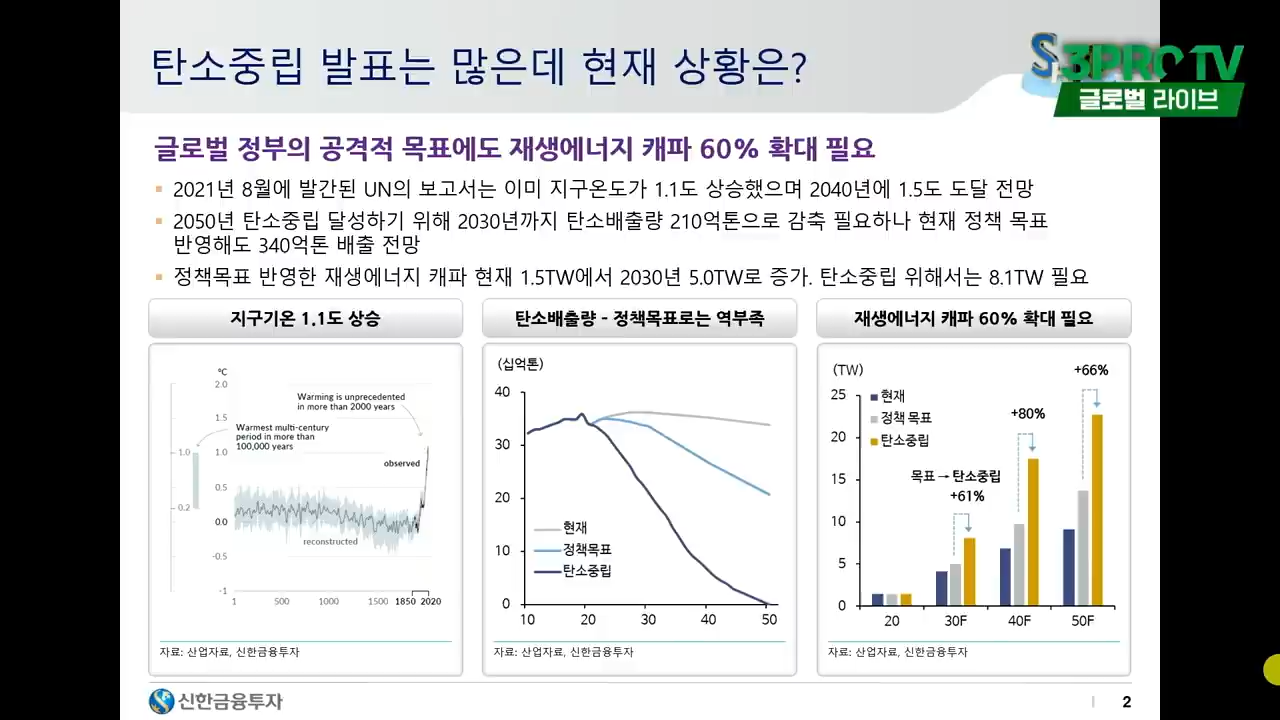 탄소중립 발표는 많은데 현재 상황은?
3PRO TV
글로벌 라이브
글로벌 정부의 공격적 목표에도 재생에너지 캐파 60% 확대 필요
▪ 2021년 8월에 발간된 UN의 보고서는 이미 지구온도가 1.1도 상승했으며 2040년에 1.5도 도달 전망
▪ 2050년 탄소중립 달성하기 위해 2030년까지 탄소배출량 210억톤으로 감축 필요하나 현재 정책 목표
반영해도 340억톤 배출 전망
▪ 정책목표 반영한 재생에너지 캐파 현재 1.5TW에서 2030년 5.0TW로 증가. 탄소중립 위해서는 8.1TW 필요
지구기온 1.1도 상승
℃
2.0
1.5
1.0
0.5
0.0
-0.5
-1
1.0
0.2
Warming is unprecedented
in more than 2000 years
Warmest multi-century
period in more than
100,000 years
observed
reconstructed
1 500 1000 1500 1850 2020
자료: 산업자료, 신한금융투자
탄소배출량 - 정책목표로는 역부족
(십억톤)
40
30
20
10
0
현재
정책목표
탄소중립
10 20 30 40 50
자료: 산업자료, 신한금융투자
재생에너지 캐파 60% 확대 필요
(TW)
25
20
15
10
5
0
현재
정책 목표
탄소중립
목표→탄소중립
+61%
+80%
+66%
20 30F 40F 50F
자료: 산업자료, 신한금융투자
신한금융투자
2